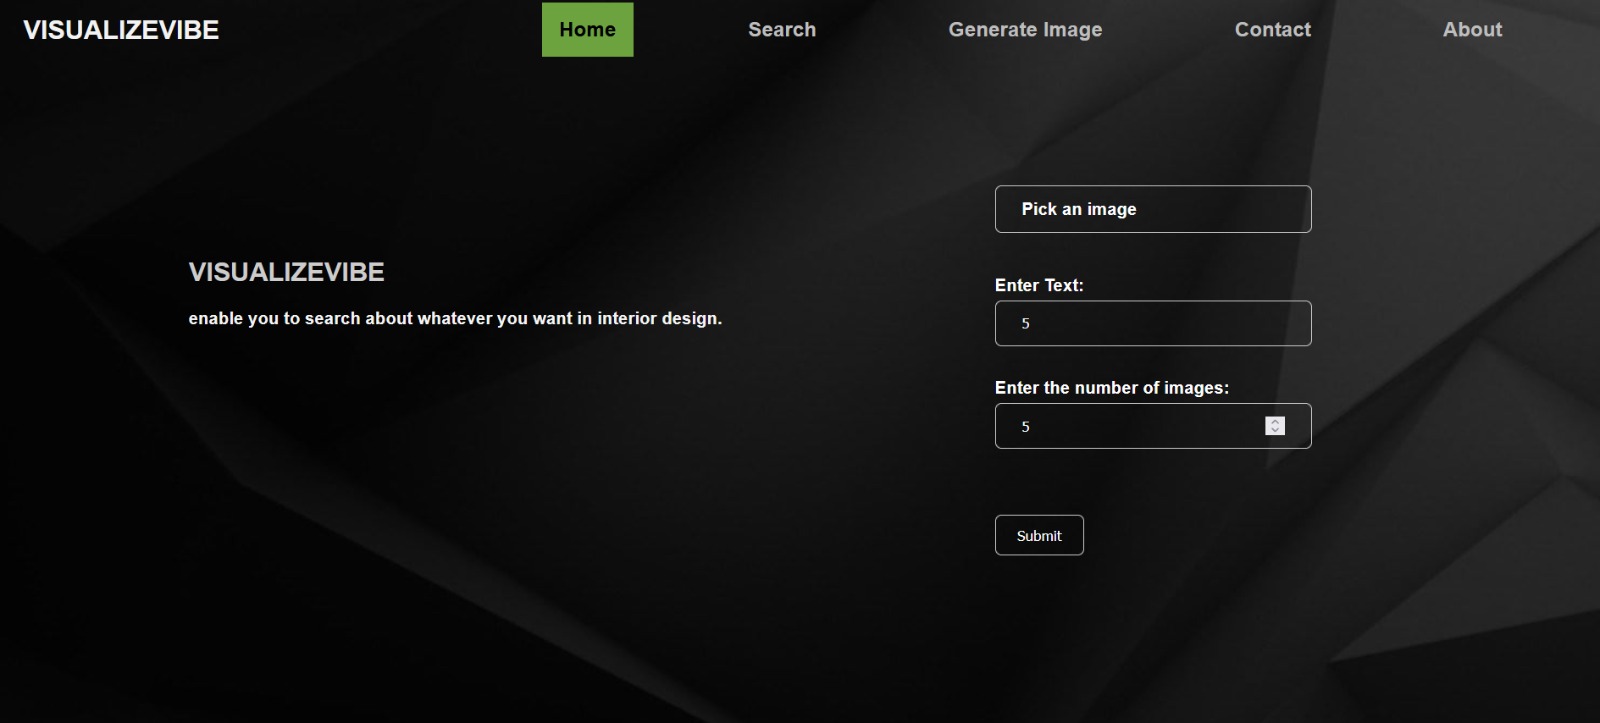 VISUALIZEVIBE Home Search Generate Image Contact About
Pick an image
VISUALIZEVIBE
enable you to search about whatever you want in interior design.
Enter Text:
5
Enter the number of images:
5
Submit